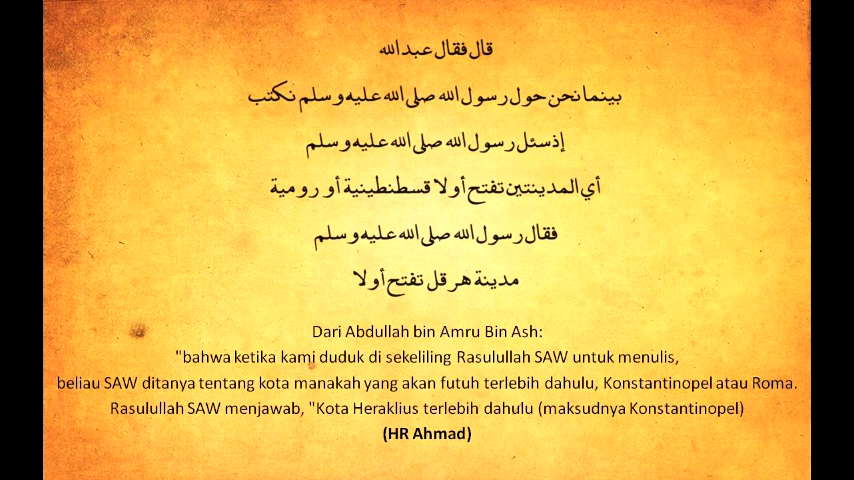 قال فقال عبد الله
بينما نحن حول رسول الله صلى الله عليه وسلم نكتب
إذ سئل رسول الله صلى الله عليه وسلم
أي المدينتين تفتح أولا قسطنطينية أو رومية
فقال رسول الله صلى الله عليه وسلم
مدينة هرقل تفتح أولا
Dari Abdullah bin Amru Bin Ash:
"bahwa ketika kami duduk di sekeliling Rasulullah SAW untuk menulis,
beliau SAW ditanya tentang kota manakah yang akan futuh terlebih dahulu, Konstantinopel atau Roma.
Rasulullah SAW menjawab, "Kota Heraklius terlebih dahulu (maksudnya Konstantinopel)
(HR Ahmad)